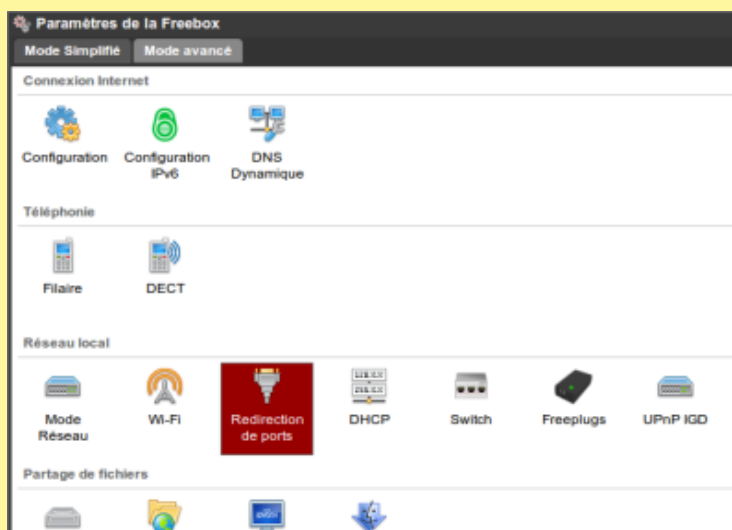 Paramètres de la Freebox
Mode Simplifié Mode avancé
Connexion Internet
Configuration Configuration IPv6 DNS Dynamique
Téléphonie
Filaire DECT
Réseau local
Mode Réseau Wi-Fi Redirection de ports DHCP Switch Freeplugs UPnP IGD
Partage de fichiers